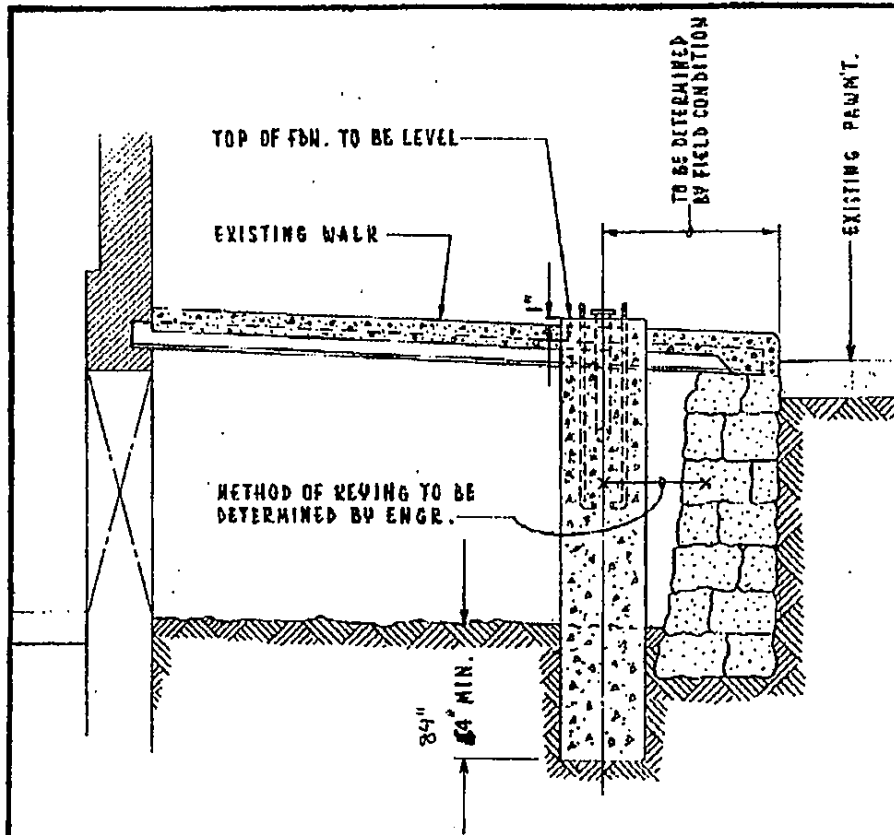 TO BE DETERMINED
BY FIELD CONDITION
EXISTING PAVM'T.
TOP OF FDN. TO BE LEVEL
EXISTING WALK
1"
METHOD OF KEYING TO BE
DETERMINED BY ENGR.
84"
MIN.